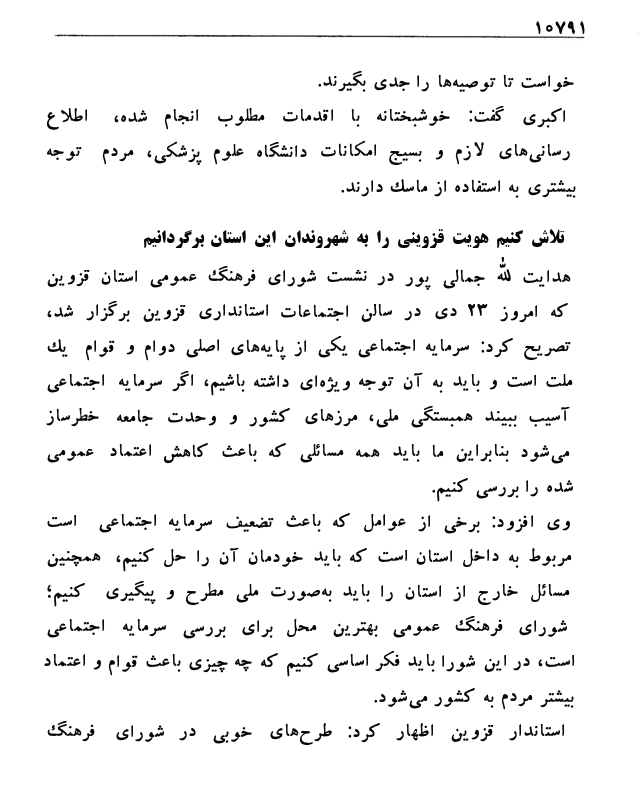 ۱۰۷۹۱
خواست تا توصیه‌ها را جدی بگیرند.
اکبری گفت: خوشبختانه با اقدمات مطلوب انجام شده، اطلاع
رسانی‌های لازم و بسیج امکانات دانشگاه علوم پزشکی، مردم توجه
بیشتری به استفاده از ماسک دارند.
تلاش کنیم هویت قزوینی را به شهروندان این استان برگردانیم
هدایت الله جمالی پور در نشست شورای فرهنگ عمومی استان قزوین
که امروز ۲۳ دی در سالن اجتماعات استانداری قزوین برگزار شد،
تصریح کرد: سرمایه اجتماعی یکی از پایه‌های اصلی دوام و قوام یک
ملت است و باید به آن توجه ویژه‌ای داشته باشیم، اگر سرمایه اجتماعی
آسیب ببیند همبستگی ملی، مرزهای کشور و وحدت جامعه خطرساز
می‌شود بنابراین ما باید همه مسائلی که باعث کاهش اعتماد عمومی
شده را بررسی کنیم.
وی افزود: برخی از عوامل که باعث تضعیف سرمایه اجتماعی است
مربوط به داخل استان است که باید خودمان آن را حل کنیم، همچنین
مسائل خارج از استان را باید به‌صورت ملی مطرح و پیگیری کنیم؛
شورای فرهنگ عمومی بهترین محل برای بررسی سرمایه اجتماعی
است، در این شورا باید فکر اساسی کنیم که چه چیزی باعث قوام و اعتماد
بیشتر مردم به کشور می‌شود.
استاندار قزوین اظهار کرد: طرح‌های خوبی در شورای فرهنگ